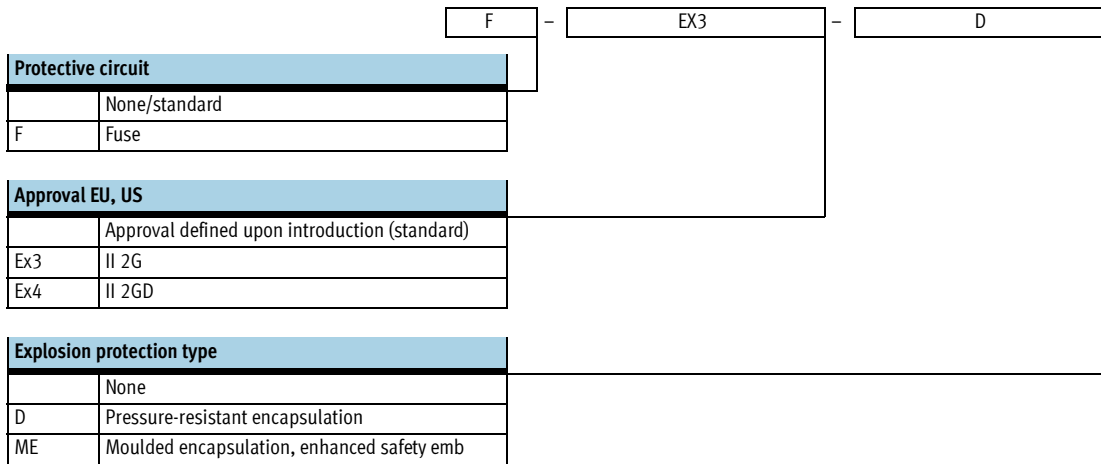 F – EX3 – D
Protective circuit
None/standard
F Fuse
Approval EU, US
Approval defined upon introduction (standard)
Ex3 II 2G
Ex4 II 2GD
Explosion protection type
None
D Pressure-resistant encapsulation
ME Moulded encapsulation, enhanced safety emb